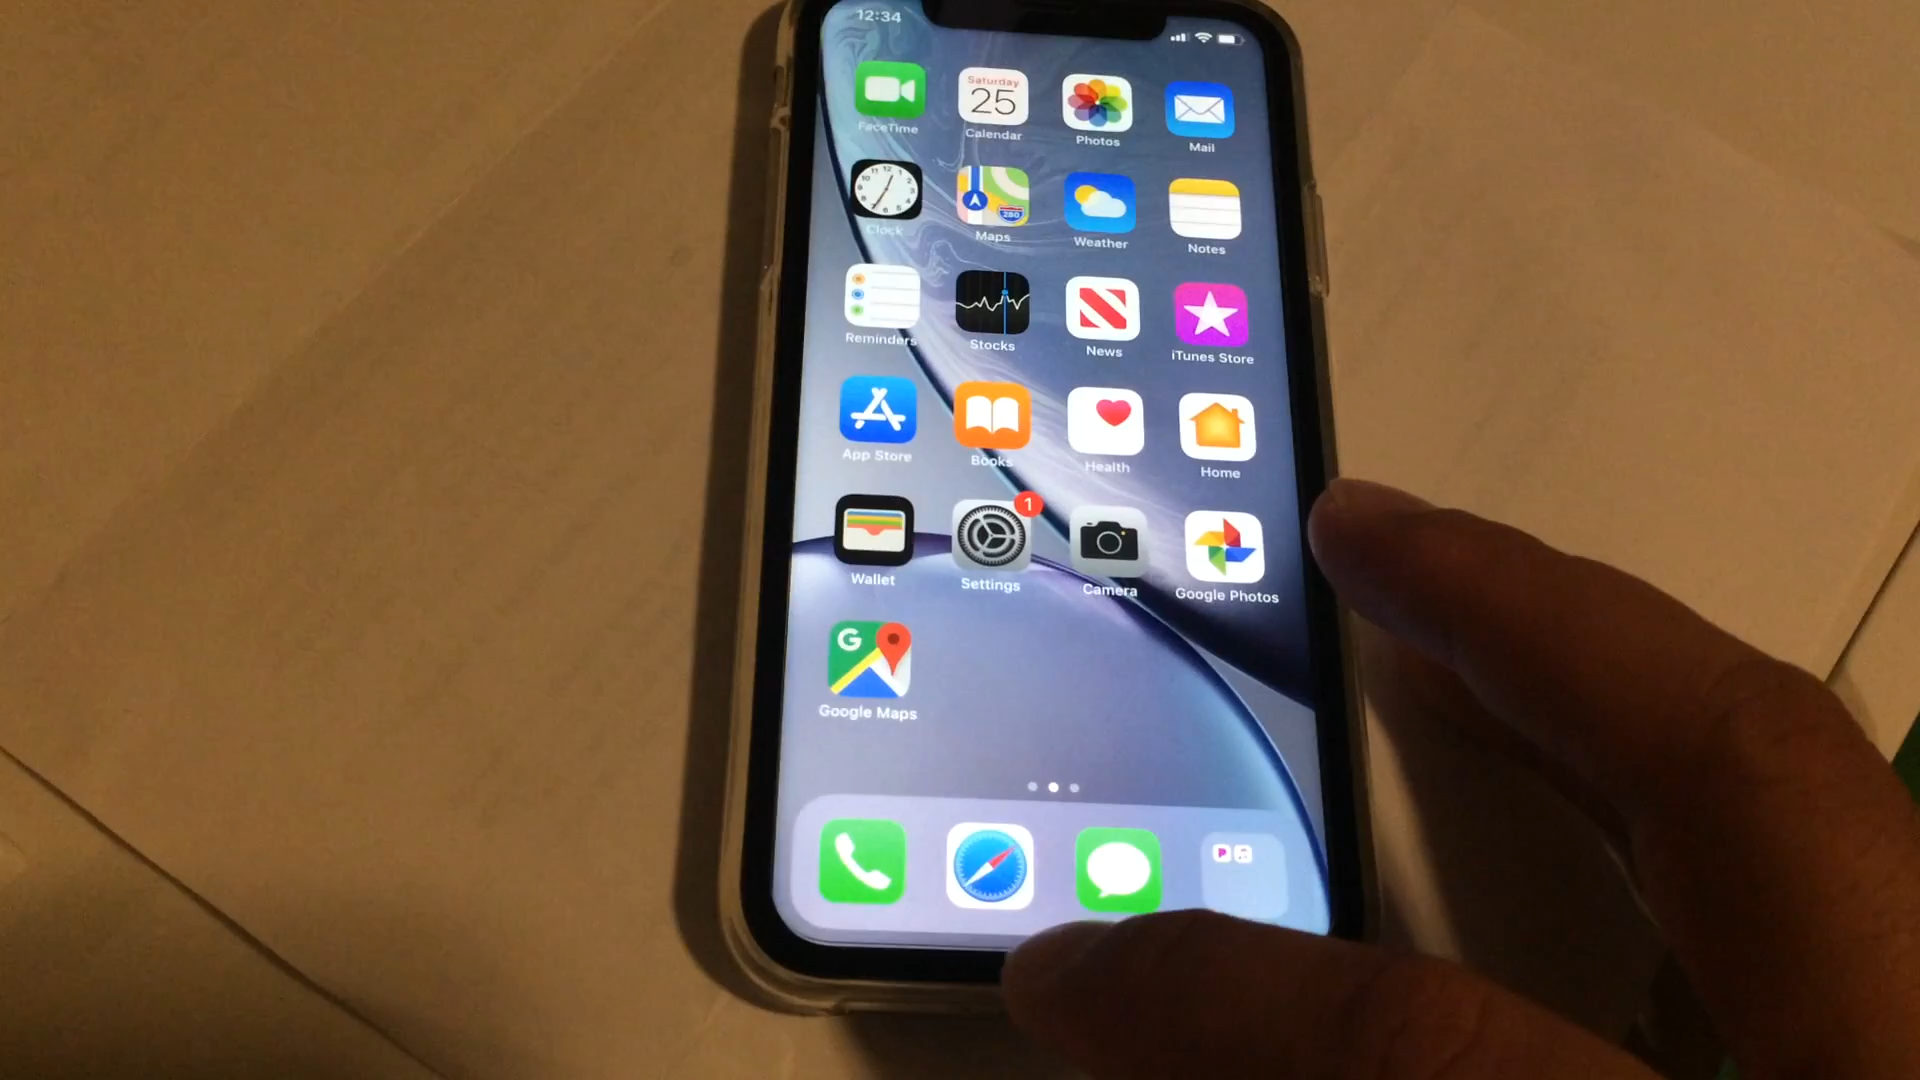 12:34
Saturday
25
FaceTime
Calendar
Photos
Mail
280
Clock
Maps
Weather
Notes
Reminders
Stocks
News
iTunes Store
App Store
Books
Health
Home
1
Wallet
Settings
Camera
Google Photos
G
Google Maps